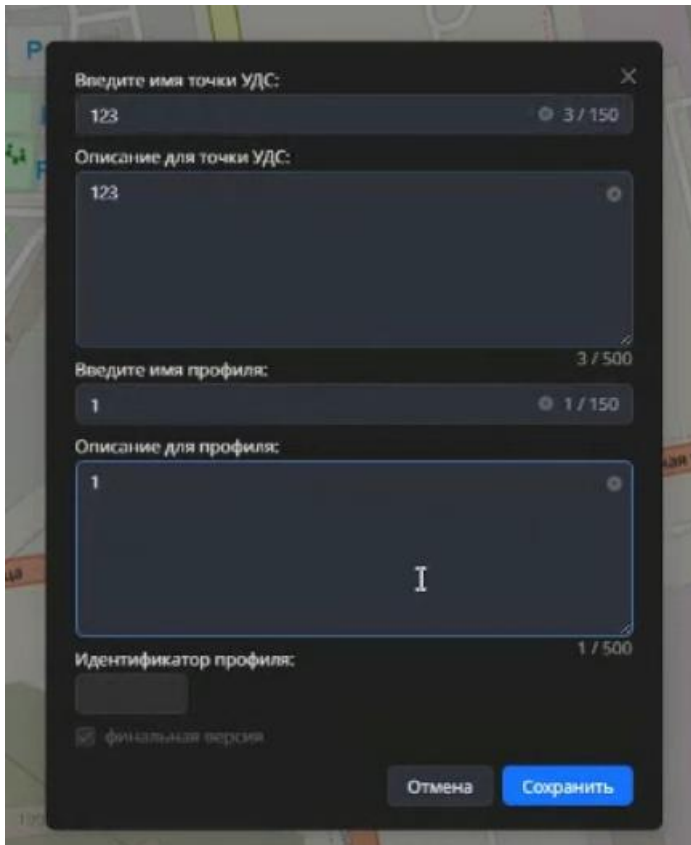 P
Введите имя точки УДС:
123
3 / 150
Описание для точки УДС:
123
3 / 500
Введите имя профиля:
1
1 / 150
Описание для профиля:
1
1 / 500
Идентификатор профиля:
финальная версия
Отмена
Сохранить